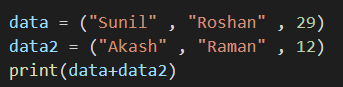 data = ("Sunil" , "Roshan" , 29)
data2 = ("Akash" , "Raman" , 12)
print(data+data2)